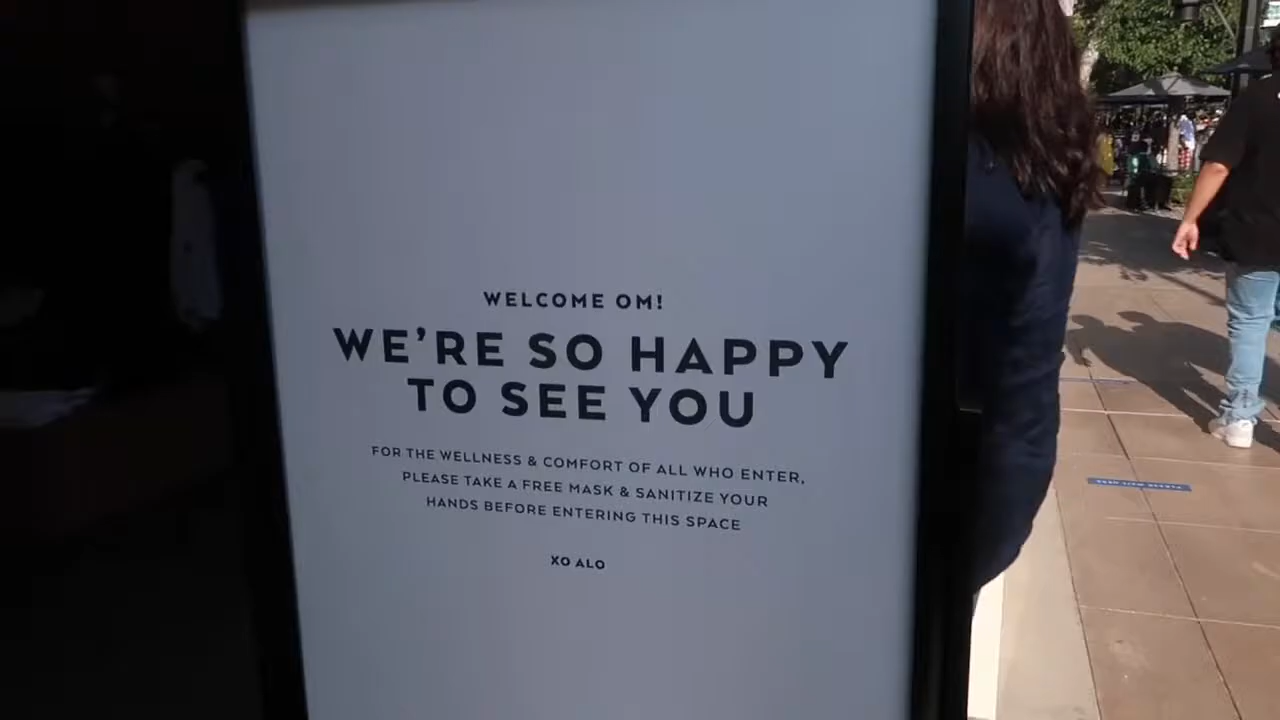 WELCOME OM!
WE'RE SO HAPPY
TO SEE YOU
FOR THE WELLNESS & COMFORT OF ALL WHO ENTER,
PLEASE TAKE A FREE MASK & SANITIZE YOUR
HANDS BEFORE ENTERING THIS SPACE
XO ALO